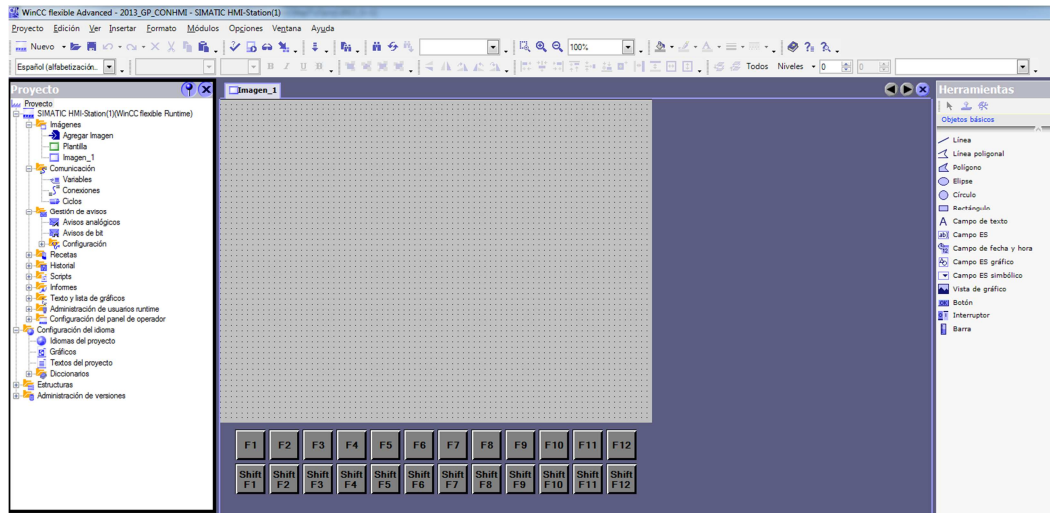 WinCC flexible Advanced - 2013_GP_CONHMI - SIMATIC HMI-Station(1)
Proyecto Edición Ver Insertar Formato Módulos Opciones Ventana Ayuda
Nuevo 100%
Español (alfabetización.. Todos Niveles 0 0
Proyecto
Proyecto
SIMATIC HMI-Station(1)(WinCC flexible Runtime)
Imágenes
Agregar Imagen
Plantilla
Imagen_1
Comunicación
Variables
Conexiones
Ciclos
Gestión de avisos
Avisos analógicos
Avisos de bit
Configuración
Recetas
Historial
Scripts
Informes
Texto y lista de gráficos
Administración de usuarios runtime
Configuración del panel de operador
Configuración del idioma
Idiomas del proyecto
Gráficos
Textos del proyecto
Diccionarios
Estructuras
Administración de versiones
Imagen_1
F1 F2 F3 F4 F5 F6 F7 F8 F9 F10 F11 F12
Shift F1 Shift F2 Shift F3 Shift F4 Shift F5 Shift F6 Shift F7 Shift F8 Shift F9 Shift F10 Shift F11 Shift F12
Herramientas
Objetos básicos
Línea
Línea poligonal
Polígono
Elipse
Círculo
Rectángulo
Campo de texto
Campo ES
Campo de fecha y hora
Campo ES gráfico
Campo ES simbólico
Vista de gráfico
Botón
Interruptor
Barra